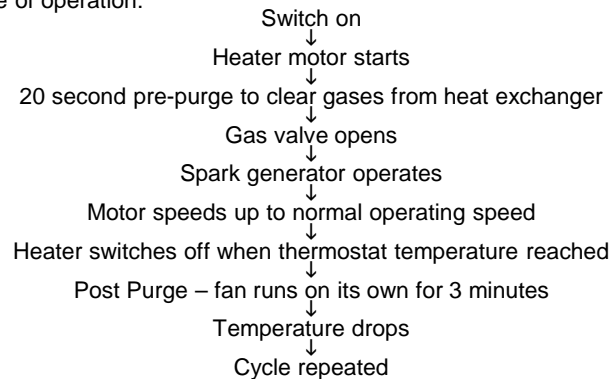 e of operation.
Switch on
↓
Heater motor starts
↓
20 second pre-purge to clear gases from heat exchanger
↓
Gas valve opens
↓
Spark generator operates
↓
Motor speeds up to normal operating speed
↓
Heater switches off when thermostat temperature reached
↓
Post Purge – fan runs on its own for 3 minutes
↓
Temperature drops
↓
Cycle repeated